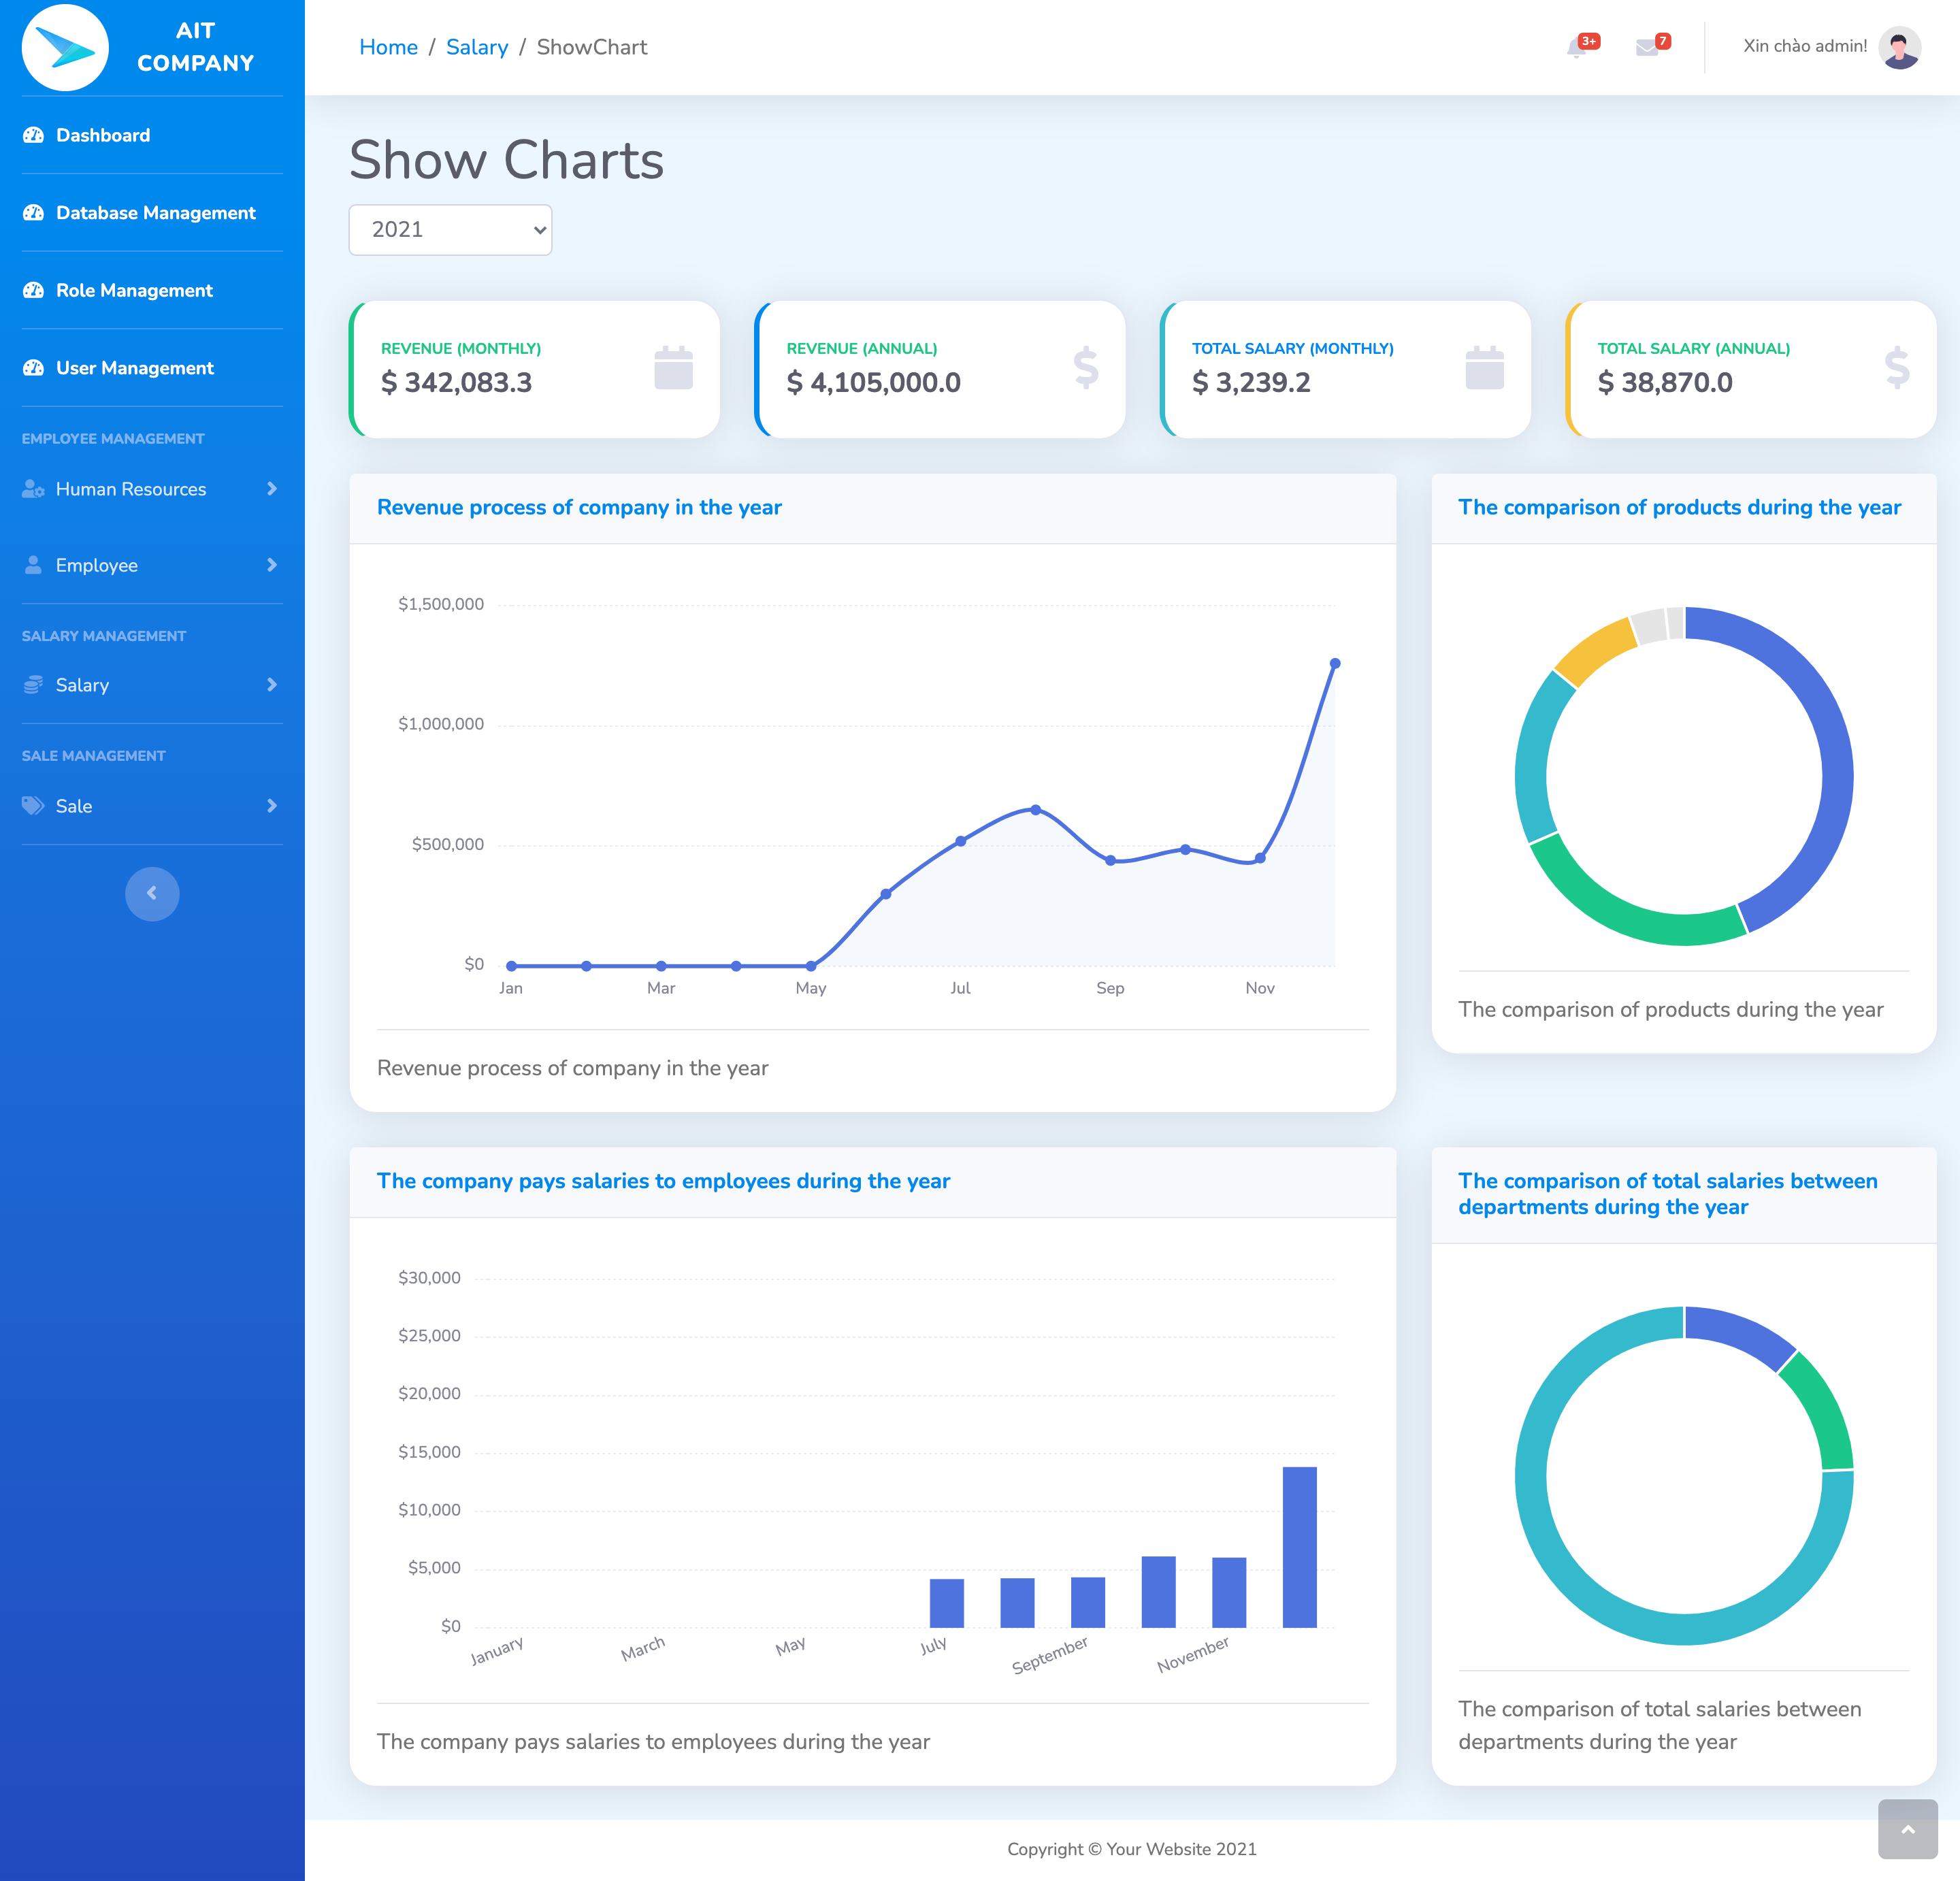 AIT
COMPANY
Home / Salary / ShowChart
3+
7
Xin chào admin!
Dashboard
Database Management
Role Management
User Management
EMPLOYEE MANAGEMENT
Human Resources
Employee
SALARY MANAGEMENT
Salary
SALE MANAGEMENT
Sale
Show Charts
2021
REVENUE (MONTHLY)
$ 342,083.3
REVENUE (ANNUAL)
$ 4,105,000.0
TOTAL SALARY (MONTHLY)
$ 3,239.2
TOTAL SALARY (ANNUAL)
$ 38,870.0
Revenue process of company in the year
$1,500,000
$1,000,000
$500,000
$0
Jan Mar May Jul Sep Nov
Revenue process of company in the year
The comparison of products during the year
The comparison of products during the year
The company pays salaries to employees during the year
$30,000
$25,000
$20,000
$15,000
$10,000
$5,000
$0
January March May July September November
The company pays salaries to employees during the year
The comparison of total salaries between
departments during the year
The comparison of total salaries between
departments during the year
Copyright © Your Website 2021